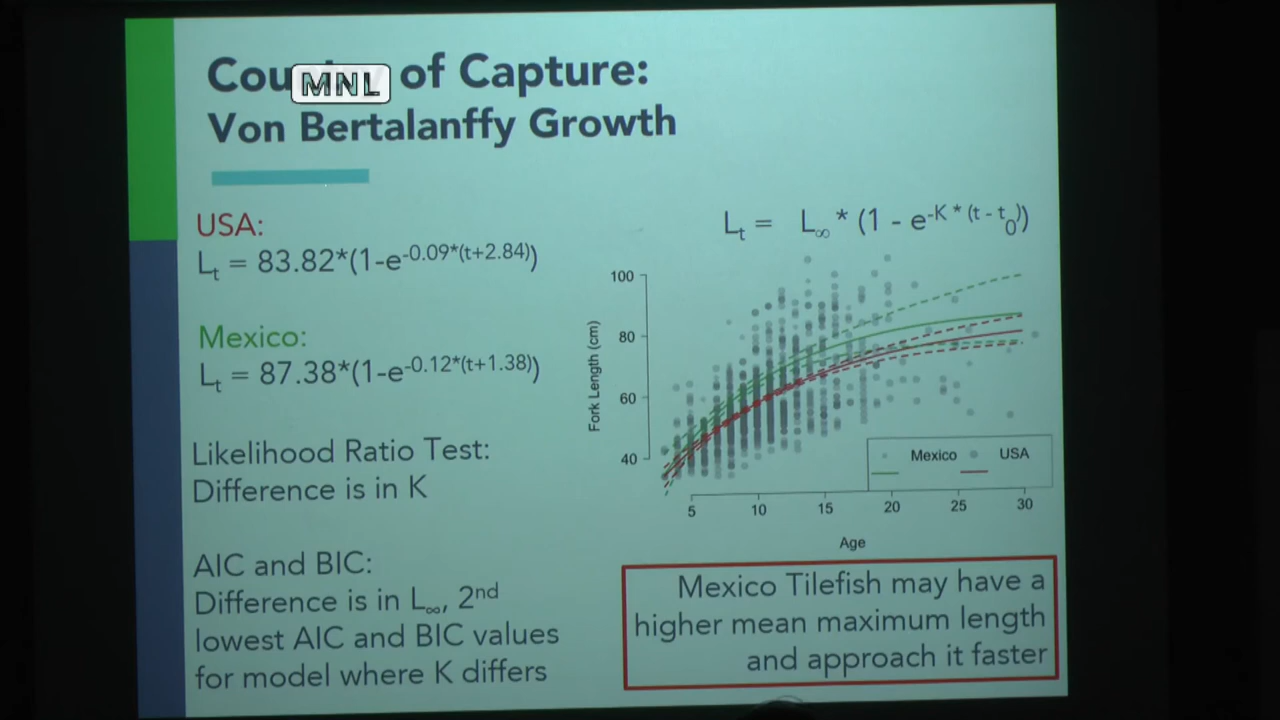 MNL of Capture:
Von Bertalanffy Growth
USA:
Lt = 83.82*(1-e-0.09*(t+2.84))
Mexico:
Lt = 87.38*(1-e-0.12*(t+1.38))
Likelihood Ratio Test:
Difference is in K
AIC and BIC:
Difference is in L∞, 2nd
lowest AIC and BIC values
for model where K differs
Lt = L∞ * (1 - e-K * (t - t0))
Fork Length (cm)
100
80
60
40
5 10 15 20 25 30
Age
Mexico USA
Mexico Tilefish may have a
higher mean maximum length
and approach it faster